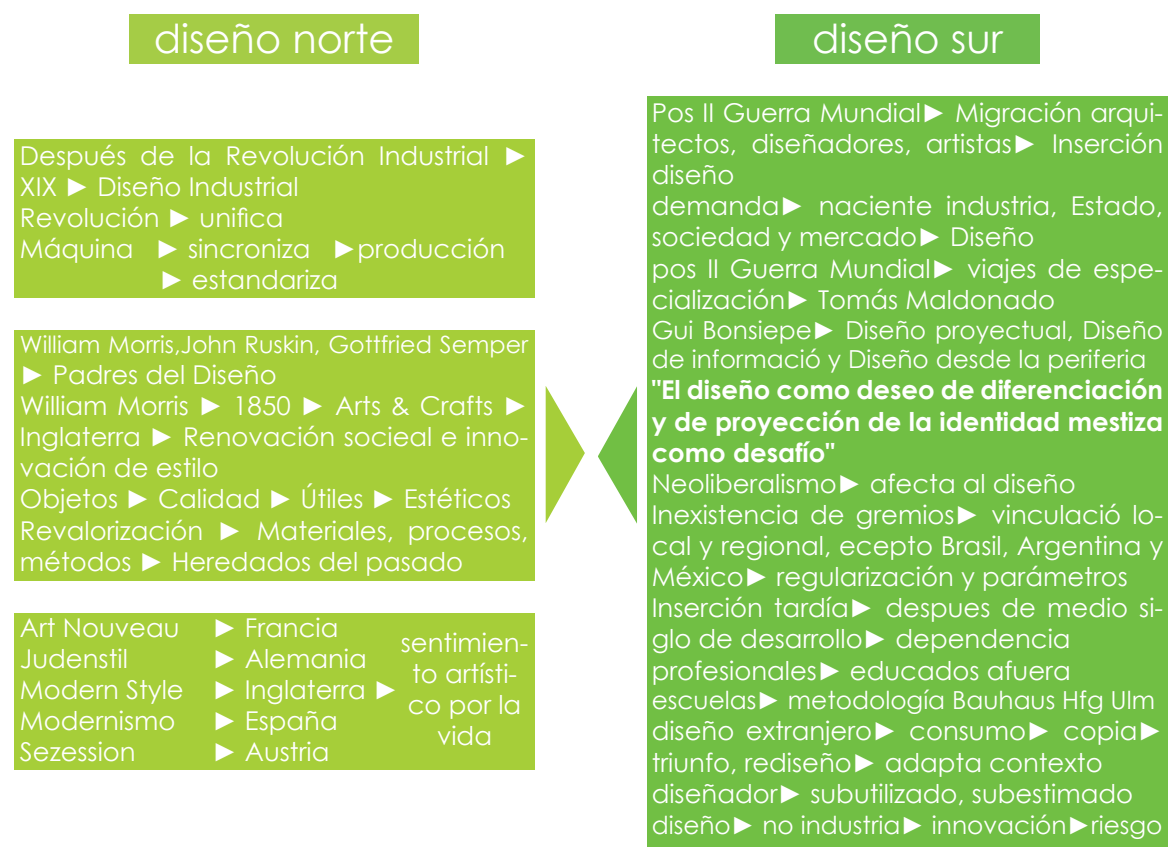 diseño norte
Después de la Revolución Industrial ►
XIX ► Diseño Industrial
Revolución ► unifica
Máquina ► sincroniza ►producción
► estandariza
William Morris,John Ruskin, Gottfried Semper
► Padres del Diseño
William Morris ► 1850 ► Arts & Crafts ►
Inglaterra ► Renovación socieal e inno-
vación de estilo
Objetos ► Calidad ► Útiles ► Estéticos
Revalorización ► Materiales, procesos,
métodos ► Heredados del pasado
Art Nouveau ► Francia
Judenstil ► Alemania
Modern Style ► Inglaterra ►
Modernismo ► España
Sezession ► Austria
sentimien-
to artísti-
co por la
vida
diseño sur
Pos II Guerra Mundial► Migración arqui-
tectos, diseñadores, artistas► Inserción
diseño
demanda► naciente industria, Estado,
sociedad y mercado► Diseño
pos II Guerra Mundial► viajes de espe-
cialización► Tomás Maldonado
Gui Bonsiepe► Diseño proyectual, Diseño
de informació y Diseño desde la periferia
"El diseño como deseo de diferenciación
y de proyección de la identidad mestiza
como desafío"
Neoliberalismo► afecta al diseño
Inexistencia de gremios► vinculació lo-
cal y regional, ecepto Brasil, Argentina y
México► regularización y parámetros
Inserción tardía► despues de medio si-
glo de desarrollo► dependencia
profesionales► educados afuera
escuelas► metodología Bauhaus Hfg Ulm
diseño extranjero► consumo► copia►
triunfo, rediseño► adapta contexto
diseñador► subutilizado, subestimado
diseño► no industria► innovación►riesgo